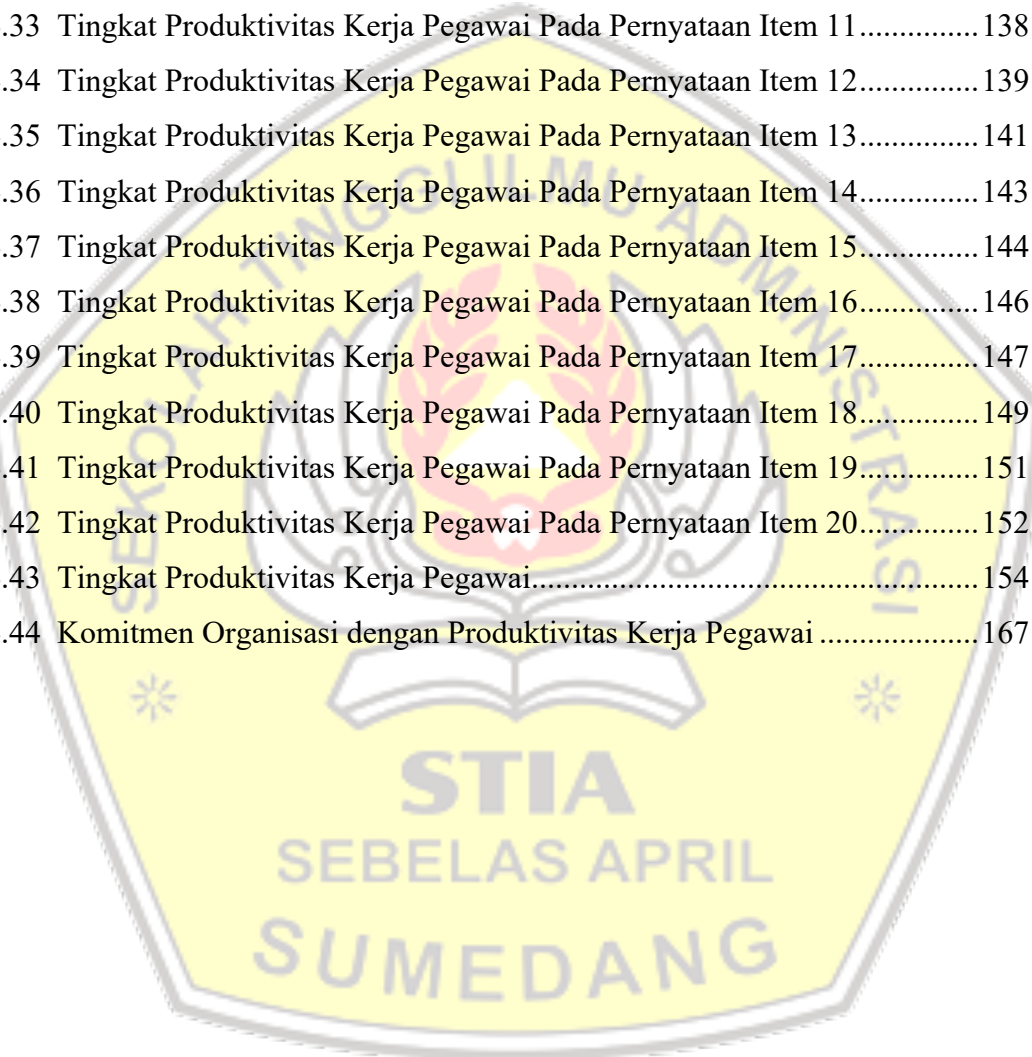 .33 Tingkat Produktivitas Kerja Pegawai Pada Pernyataan Item 11...............138
.34 Tingkat Produktivitas Kerja Pegawai Pada Pernyataan Item 12...............139
.35 Tingkat Produktivitas Kerja Pegawai Pada Pernyataan Item 13...............141
.36 Tingkat Produktivitas Kerja Pegawai Pada Pernyataan Item 14...............143
.37 Tingkat Produktivitas Kerja Pegawai Pada Pernyataan Item 15...............144
.38 Tingkat Produktivitas Kerja Pegawai Pada Pernyataan Item 16...............146
.39 Tingkat Produktivitas Kerja Pegawai Pada Pernyataan Item 17...............147
.40 Tingkat Produktivitas Kerja Pegawai Pada Pernyataan Item 18...............149
.41 Tingkat Produktivitas Kerja Pegawai Pada Pernyataan Item 19...............151
.42 Tingkat Produktivitas Kerja Pegawai Pada Pernyataan Item 20...............152
.43 Tingkat Produktivitas Kerja Pegawai.........................................................154
.44 Komitmen Organisasi dengan Produktivitas Kerja Pegawai ....................167
SEKOLAH TINGGI ILMU ADMINISTRASI
STIA
SEBELAS APRIL
SUMEDANG